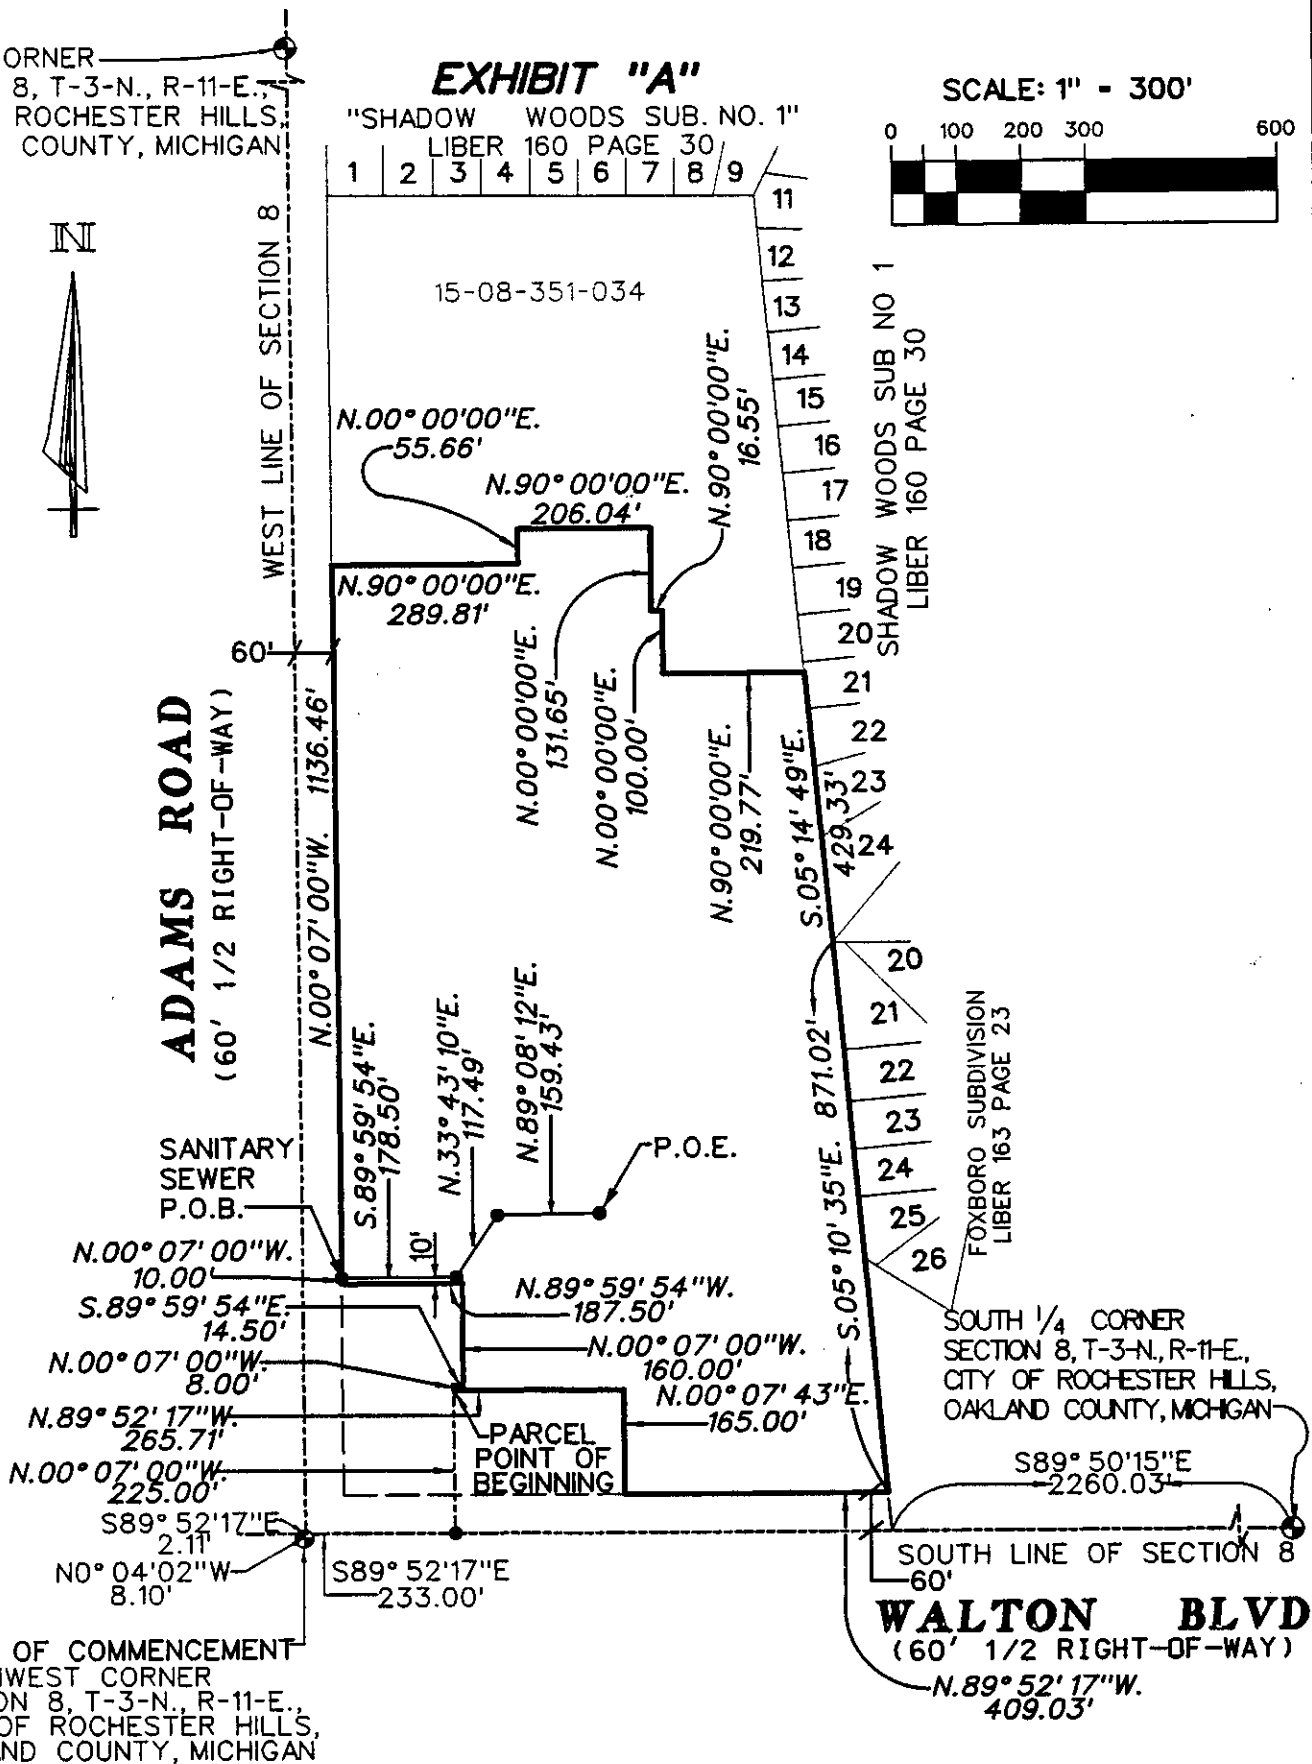 ORNER
8, T-3-N., R-11-E.,
ROCHESTER HILLS,
COUNTY, MICHIGAN
EXHIBIT "A"
"SHADOW WOODS SUB. NO. 1"
LIBER 160 PAGE 30
1 2 3 4 5 6 7 8 9
SCALE: 1" = 300'
0 100 200 300 600
N
WEST LINE OF SECTION 8
15-08-351-034
11
12
13
14
15
16
17
18
19
20
21
22
23
24
SHADOW WOODS SUB NO 1
LIBER 160 PAGE 30
N.00°00'00"E.
55.66'
N.90°00'00"E.
206.04'
N.90°00'00"E.
16.55'
N.90°00'00"E.
289.81'
60'
ADAMS ROAD
(60' 1/2 RIGHT-OF-WAY)
N.00°07'00"W. 1136.46'
N.00°00'00"E.
131.65'
N.00°00'00"E.
100.00'
N.90°00'00"E.
219.77'
S.05°14'49"E.
429.33'
20
21
22
23
24
25
26
FOXBORO SUBDIVISION
LIBER 163 PAGE 23
S.89°59'54"E.
178.50'
N.33°43'10"E.
117.49'
N.89°08'12"E.
159.43'
P.O.E.
S.05°10'35"E. 871.02'
SANITARY
SEWER
P.O.B.
N.00°07'00"W.
10.00'
10'
S.89°59'54"E.
14.50'
N.00°07'00"W.
8.00'
N.89°52'17"W.
265.71'
N.00°07'00"W.
225.00'
N.89°59'54"W.
187.50'
N.00°07'00"W.
160.00'
N.00°07'43"E.
165.00'
PARCEL
POINT OF
BEGINNING
SOUTH 1/4 CORNER
SECTION 8, T-3-N., R-11-E.,
CITY OF ROCHESTER HILLS,
OAKLAND COUNTY, MICHIGAN
S89°50'15"E
2260.03'
S89°52'17"E
2.11'
N0°04'02"W
8.10'
S89°52'17"E
233.00'
SOUTH LINE OF SECTION 8
60'
WALTON BLVD
(60' 1/2 RIGHT-OF-WAY)
N.89°52'17"W.
409.03'
OF COMMENCEMENT
HWEST CORNER
ON 8, T-3-N., R-11-E.,
OF ROCHESTER HILLS,
ND COUNTY, MICHIGAN